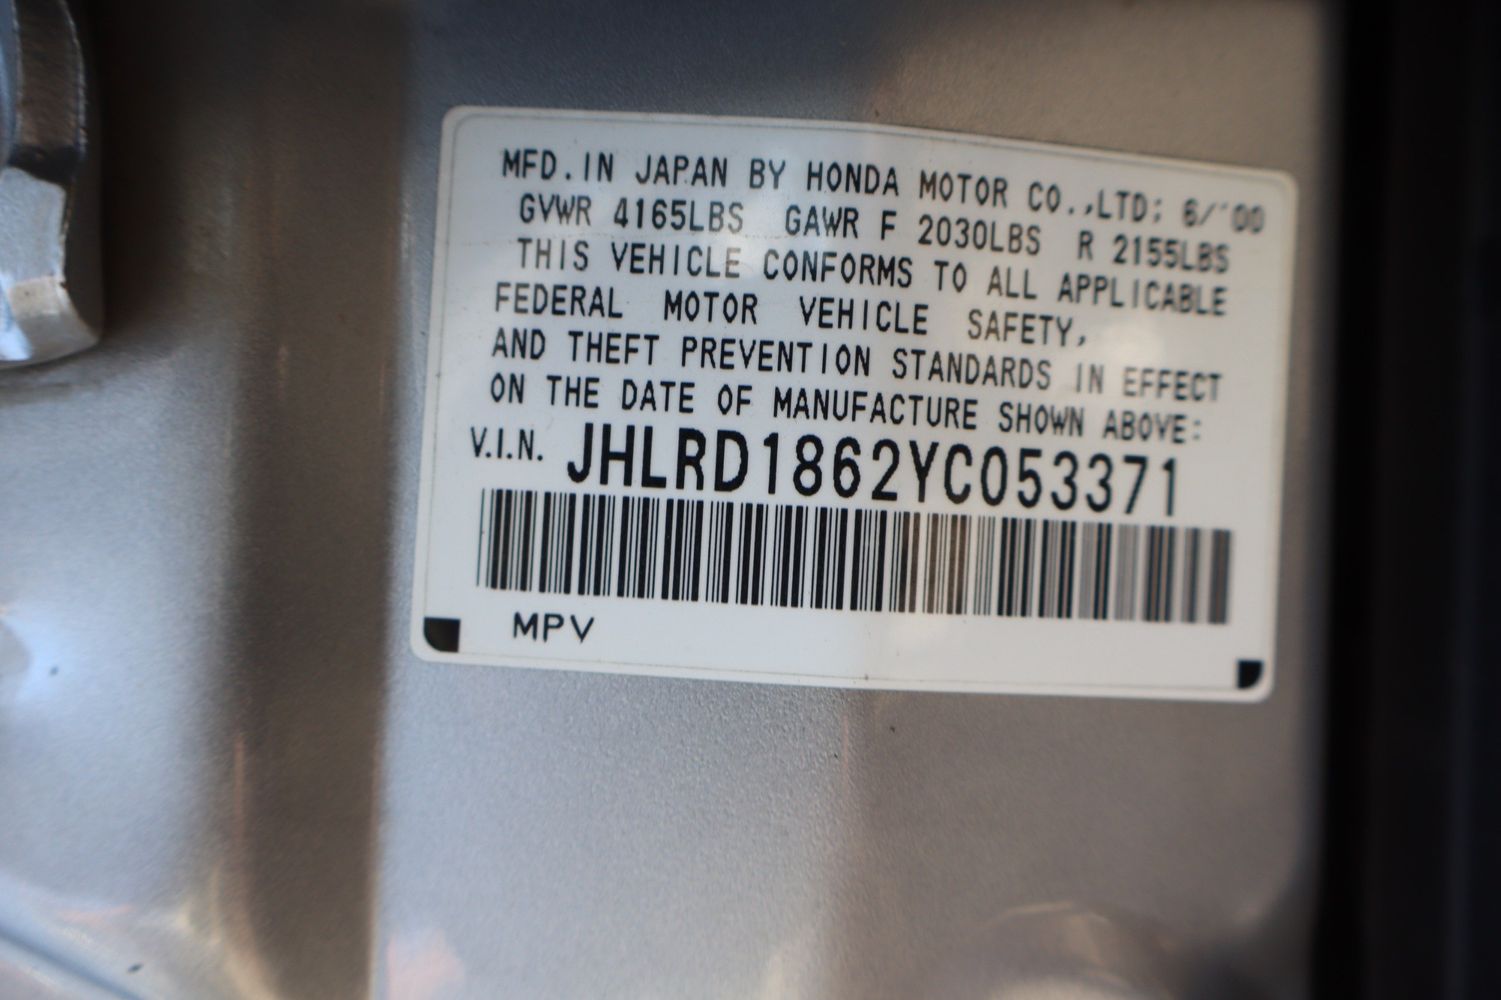 MFD. IN JAPAN BY HONDA MOTOR CO., LTD; 6/'00
GVWR 4165LBS GAWR F 2030LBS R 2155LBS
THIS VEHICLE CONFORMS TO ALL APPLICABLE
FEDERAL MOTOR VEHICLE SAFETY,
AND THEFT PREVENTION STANDARDS IN EFFECT
ON THE DATE OF MANUFACTURE SHOWN ABOVE:
V.I.N. JHLRD1862YC053371
MPV